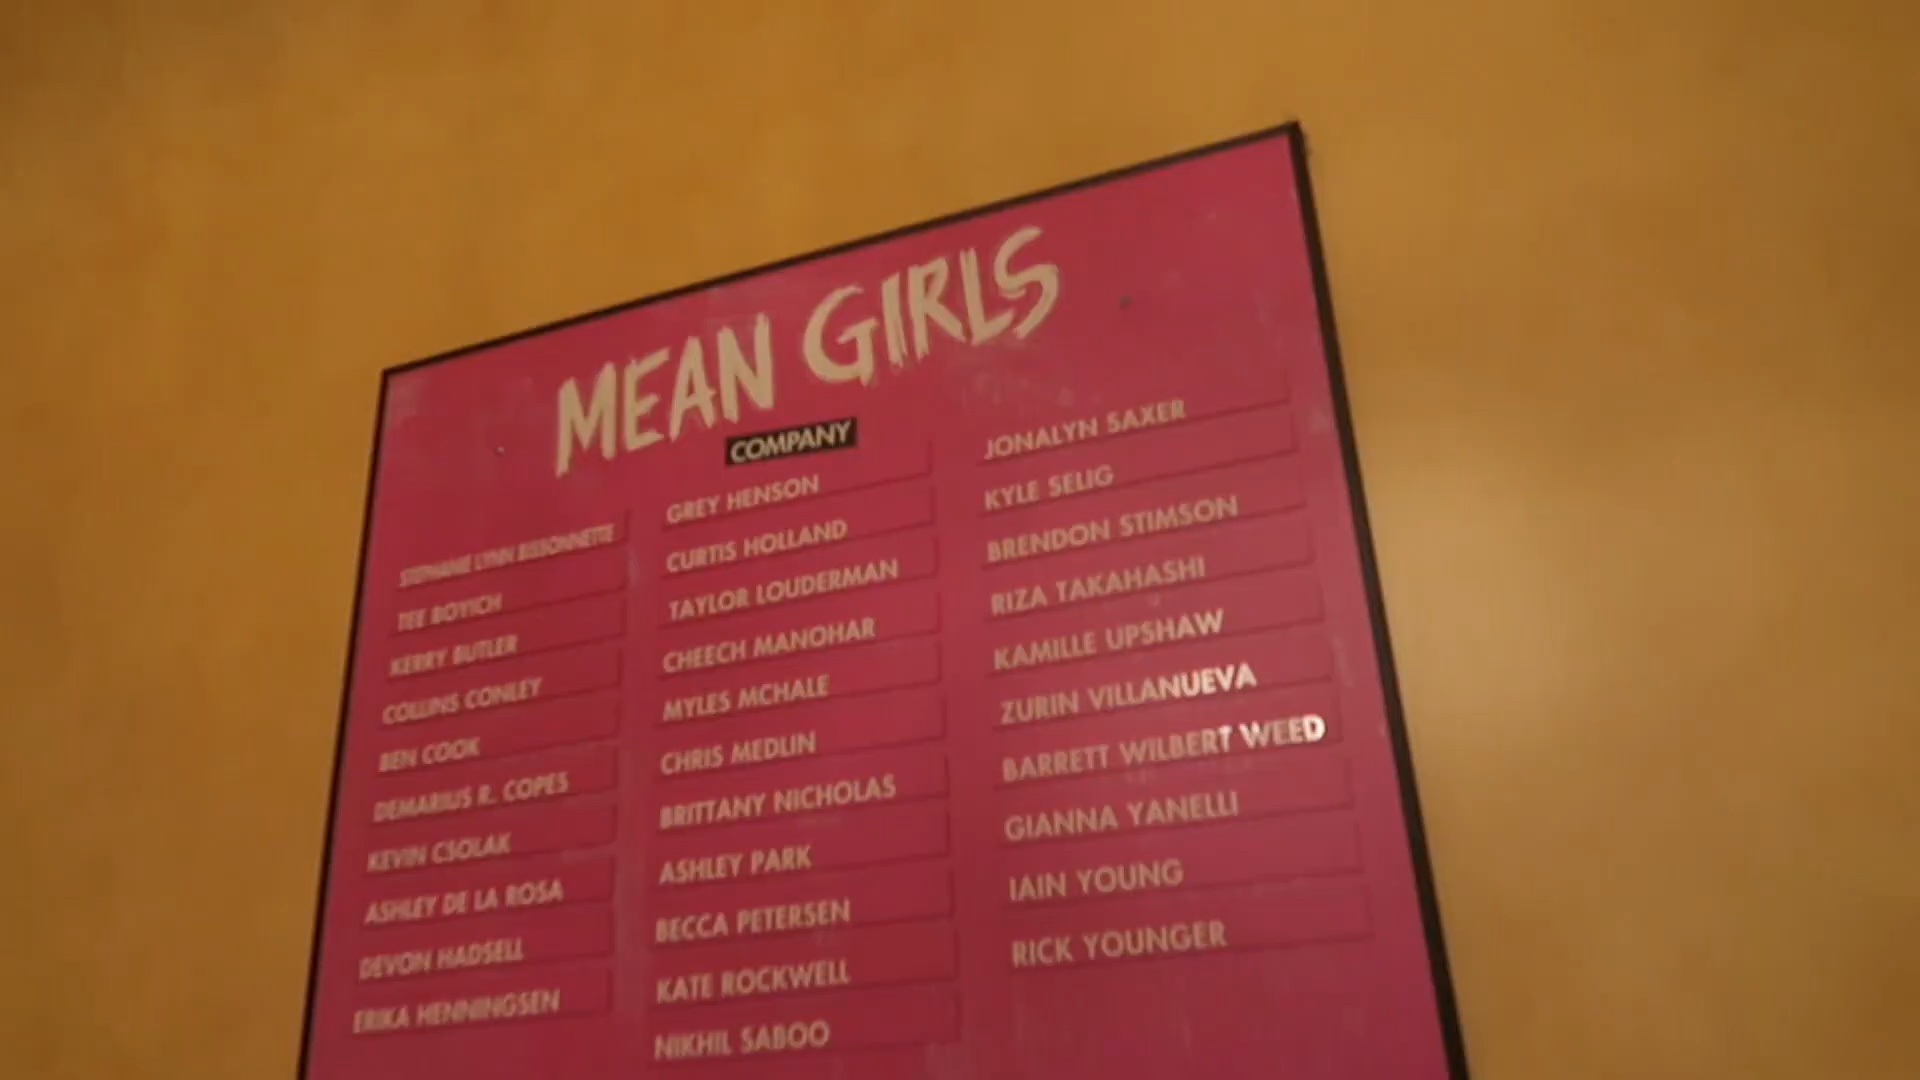 MEAN GIRLS
COMPANY
STEPHANIE LYNN BISSONNETTE
TEE BOYICH
KERRY BUTLER
COLLINS CONLEY
BEN COOK
DEMARIUS R. COPES
KEVIN CSOLAK
ASHLEY DE LA ROSA
DEVON HADSELL
ERIKA HENNINGSEN
GREY HENSON
CURTIS HOLLAND
TAYLOR LOUDERMAN
CHEECH MANOHAR
MYLES MCHALE
CHRIS MEDLIN
BRITTANY NICHOLAS
ASHLEY PARK
BECCA PETERSEN
KATE ROCKWELL
NIKHIL SABOO
JONALYN SAXER
KYLE SELIG
BRENDON STIMSON
RIZA TAKAHASHI
KAMILLE UPSHAW
ZURIN VILLANUEVA
BARRETT WILBERT WEED
GIANNA YANELLI
IAIN YOUNG
RICK YOUNGER